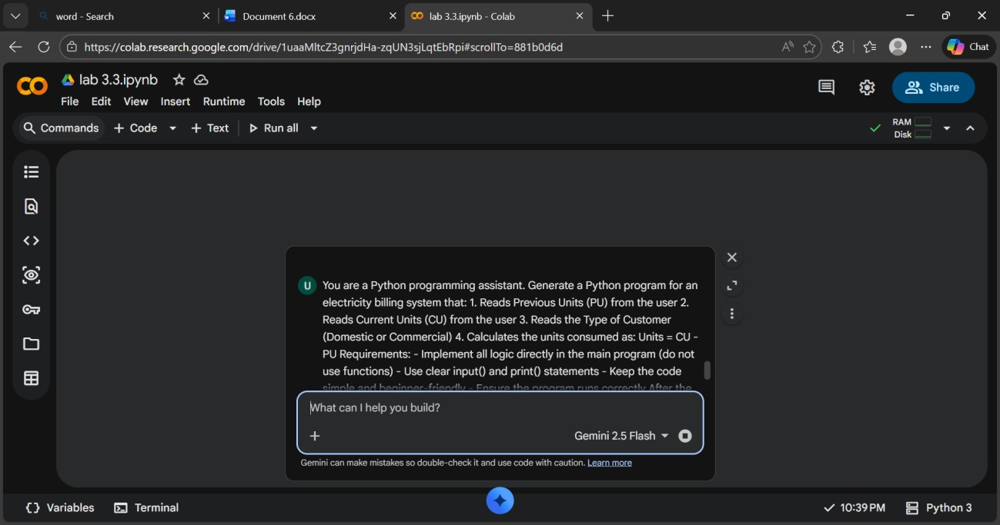 word - Search
Document 6.docx
lab 3.3.ipynb - Colab
https://colab.research.google.com/drive/1uaaMltcZ3gnrjdHa-zqUN3sjLqtEbRpi#scrollTo=881b0d6d
Chat
lab 3.3.ipynb
File Edit View Insert Runtime Tools Help
Share
Commands + Code + Text Run all
RAM
Disk
U
You are a Python programming assistant. Generate a Python program for an
electricity billing system that: 1. Reads Previous Units (PU) from the user 2.
Reads Current Units (CU) from the user 3. Reads the Type of Customer
(Domestic or Commercial) 4. Calculates the units consumed as: Units = CU -
PU Requirements: - Implement all logic directly in the main program (do not
use functions) - Use clear input() and print() statements - Keep the code
simple and beginner-friendly - Ensure the program runs correctly After the
What can I help you build?
Gemini 2.5 Flash
Gemini can make mistakes so double-check it and use code with caution. Learn more
Variables Terminal
10:39 PM Python 3